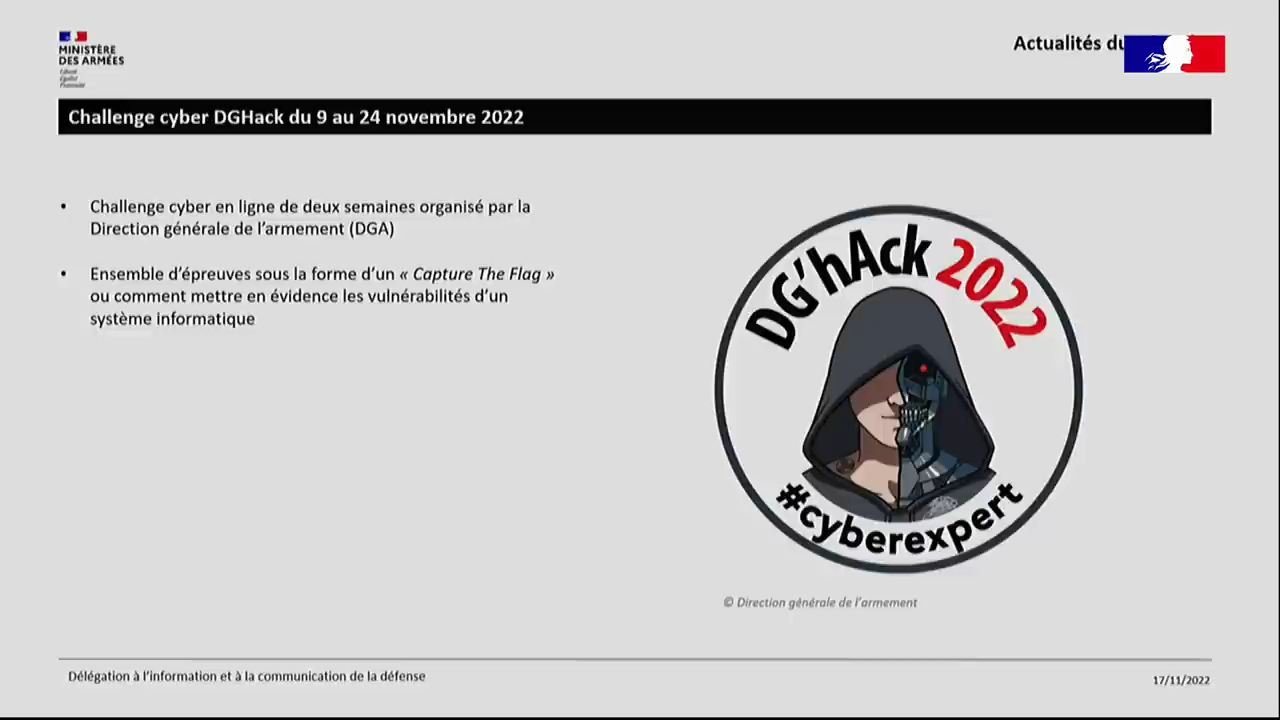 MINISTÈRE
DES ARMÉES
Liberté
Égalité
Fraternité
Actualités du
Challenge cyber DGHack du 9 au 24 novembre 2022
• Challenge cyber en ligne de deux semaines organisé par la
Direction générale de l’armement (DGA)
• Ensemble d’épreuves sous la forme d’un « Capture The Flag »
ou comment mettre en évidence les vulnérabilités d’un
système informatique
DG'hAck 2022
#cyberexpert
© Direction générale de l’armement
Délégation à l’information et à la communication de la défense
17/11/2022